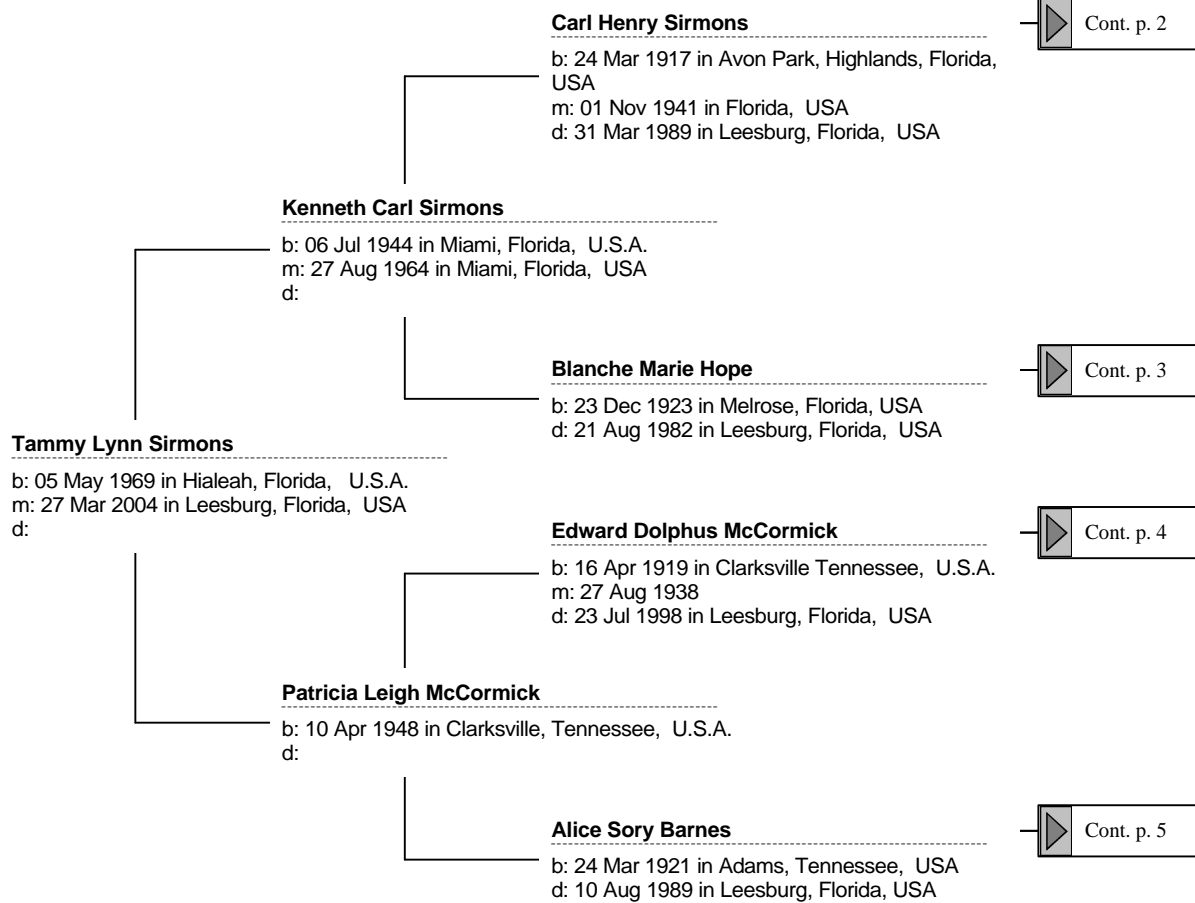 Carl Henry Sirmons
Cont. p. 2
b: 24 Mar 1917 in Avon Park, Highlands, Florida,
USA
m: 01 Nov 1941 in Florida, USA
d: 31 Mar 1989 in Leesburg, Florida, USA
Kenneth Carl Sirmons
b: 06 Jul 1944 in Miami, Florida, U.S.A.
m: 27 Aug 1964 in Miami, Florida, USA
d:
Blanche Marie Hope
Cont. p. 3
b: 23 Dec 1923 in Melrose, Florida, USA
d: 21 Aug 1982 in Leesburg, Florida, USA
Tammy Lynn Sirmons
b: 05 May 1969 in Hialeah, Florida, U.S.A.
m: 27 Mar 2004 in Leesburg, Florida, USA
d:
Edward Dolphus McCormick
Cont. p. 4
b: 16 Apr 1919 in Clarksville Tennessee, U.S.A.
m: 27 Aug 1938
d: 23 Jul 1998 in Leesburg, Florida, USA
Patricia Leigh McCormick
b: 10 Apr 1948 in Clarksville, Tennessee, U.S.A.
d:
Alice Sory Barnes
Cont. p. 5
b: 24 Mar 1921 in Adams, Tennessee, USA
d: 10 Aug 1989 in Leesburg, Florida, USA